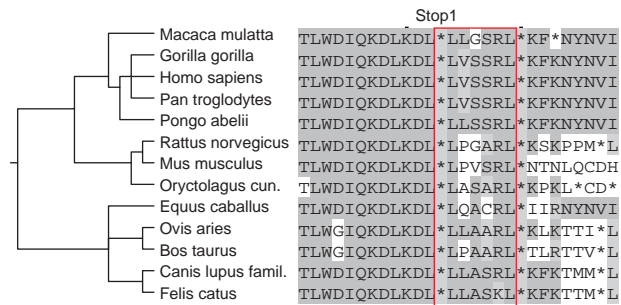 Stop1
Macaca mulatta TLWDIQKDLKDL*LLGSRL*KF*NYNVI
Gorilla gorilla TLWDIQKDLKDL*LVSSRL*KFKNYNVI
Homo sapiens TLWDIQKDLKDL*LVSSRL*KFKNYNVI
Pan troglodytes TLWDIQKDLKDL*LVSSRL*KFKNYNVI
Pongo abelii TLWDIQKDLKDL*LLSSRL*KFKNYNVI
Rattus norvegicus TLWDIQKDLKDL*LPGARL*KSKPPM*L
Mus musculus TLWDIQKDLKDL*LPVSRL*NTNLQCDH
Oryctolagus cun. TLWDIQKDLKDL*LASARL*KPKL*CD*
Equus caballus TLWDIQKDLKDL*LQACRL*IIRNYNVI
Ovis aries TLWGIQKDLKDL*LLAARL*KLKTTI*L
Bos taurus TLWGIQKDLKDL*LPAARL*TLRTTV*L
Canis lupus famil. TLWDIQKDLKDL*LLASRL*KFKTMM*L
Felis catus TLWDIQKDLKDL*LLASKL*KFKTTM*L